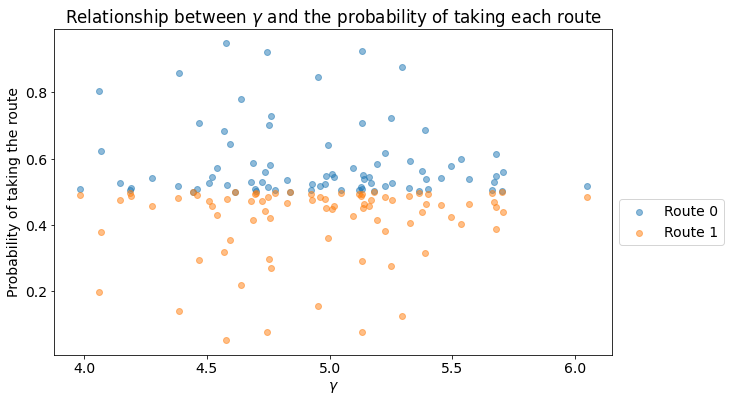 Relationship between γ and the probability of taking each route
Probability of taking the route
0.8
0.6
0.4
0.2
4.0 4.5 5.0 5.5 6.0
γ
Route 0
Route 1